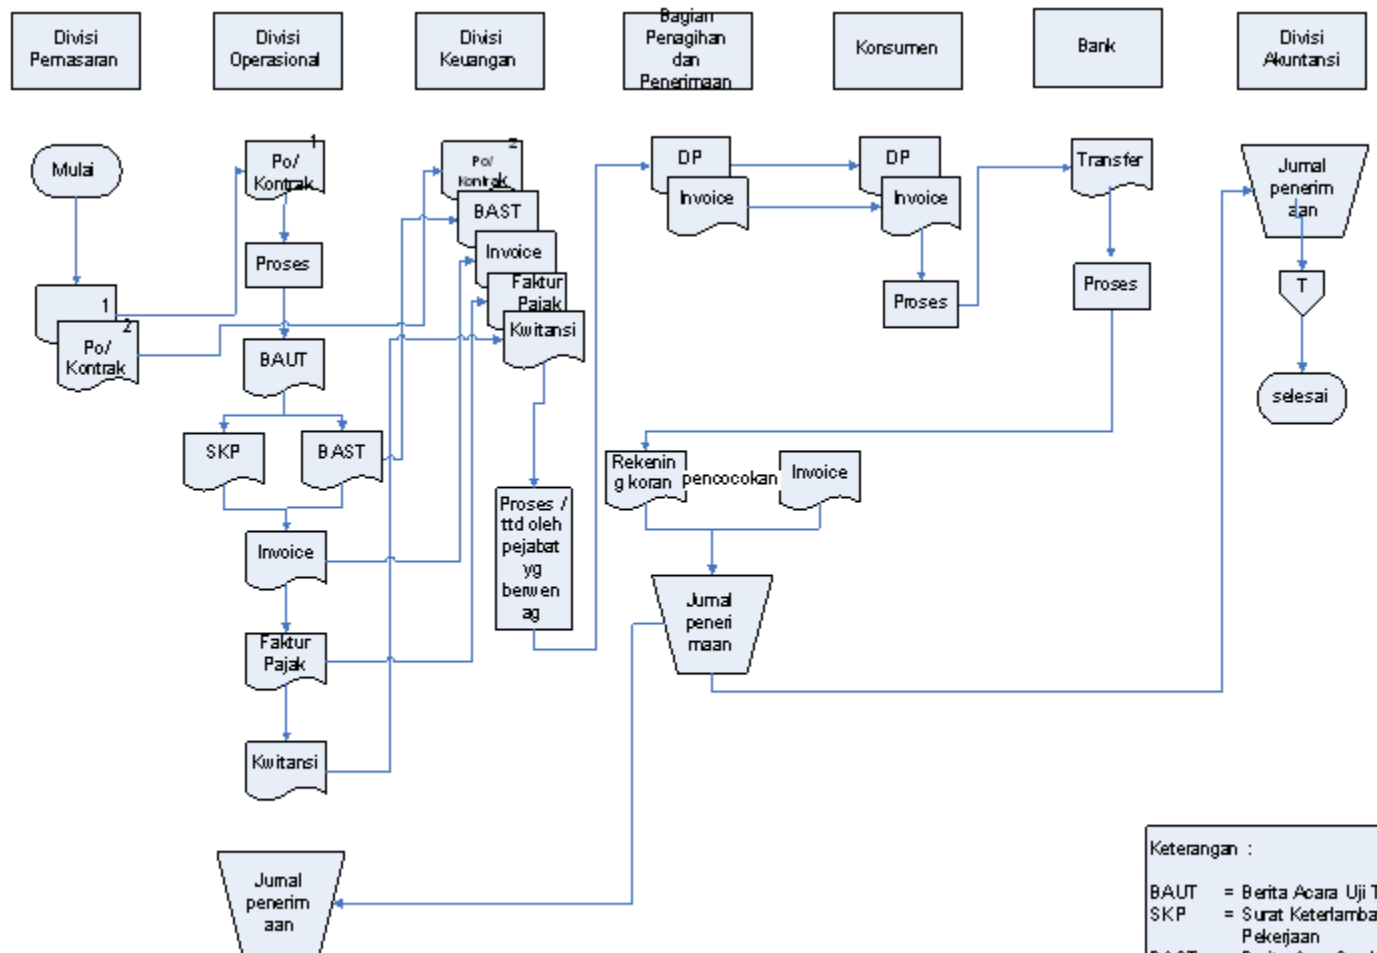 Divisi
Pemasaran
Divisi
Operasional
Divisi
Keuangan
Bagian
Penagihan
dan
Penerimaan
Konsumen
Bank
Divisi
Akuntansi
Mulai
1
2
Po/
Kontrak
1
Po/
Kontrak
Proses
BAUT
SKP
BAST
Invoice
Faktur
Pajak
Kwitansi
Jurnal
penerim
aan
2
Po/
Kontrak
BAST
Invoice
Faktur
Pajak
Kwitansi
Proses /
ttd oleh
pejabat
yg
berwen
ag
DP
Invoice
DP
Invoice
Proses
Transfer
Proses
Rekenin
g koran
pencocokan
Invoice
Jurnal
peneri
maan
Jurnal
penerim
aan
T
selesai
Keterangan :
BAUT = Berita Acara Uji T
SKP = Surat Keterlamba
Pekerjaan